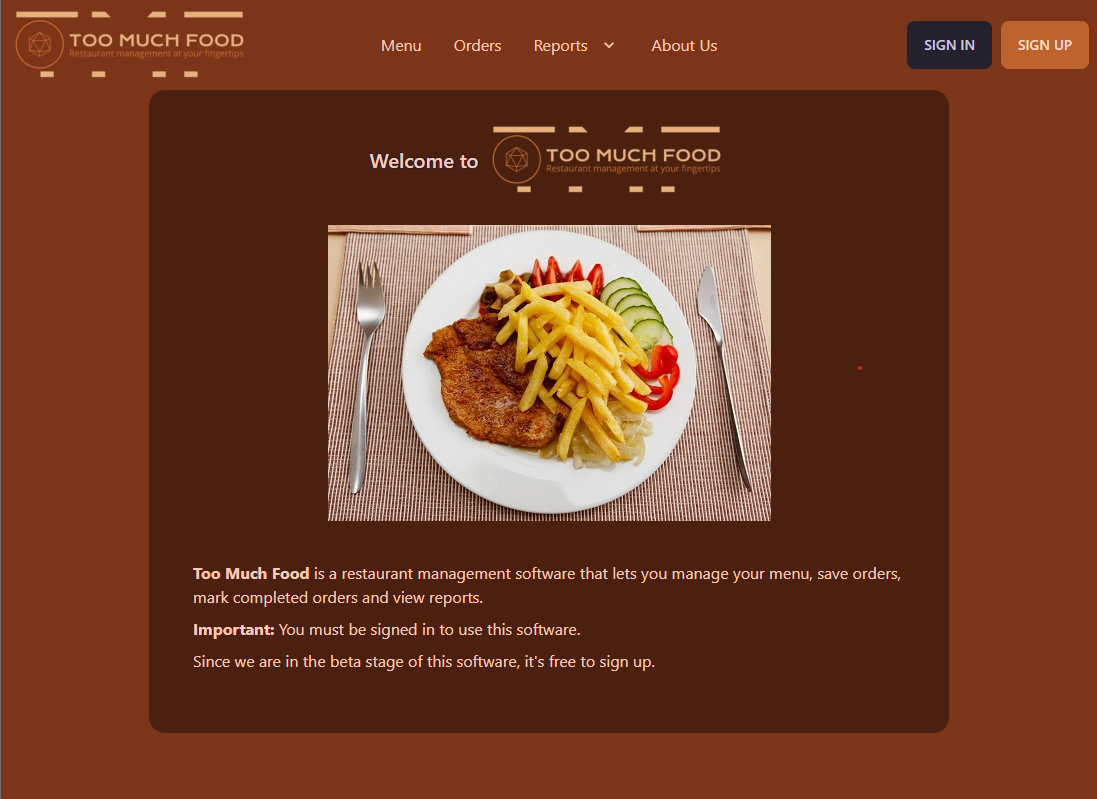 TOO MUCH FOOD
Restaurant management at your fingertips
Menu Orders Reports About Us
SIGN IN SIGN UP
Welcome to
TOO MUCH FOOD
Restaurant management at your fingertips
Too Much Food is a restaurant management software that lets you manage your menu, save orders,
mark completed orders and view reports.
Important: You must be signed in to use this software.
Since we are in the beta stage of this software, it's free to sign up.